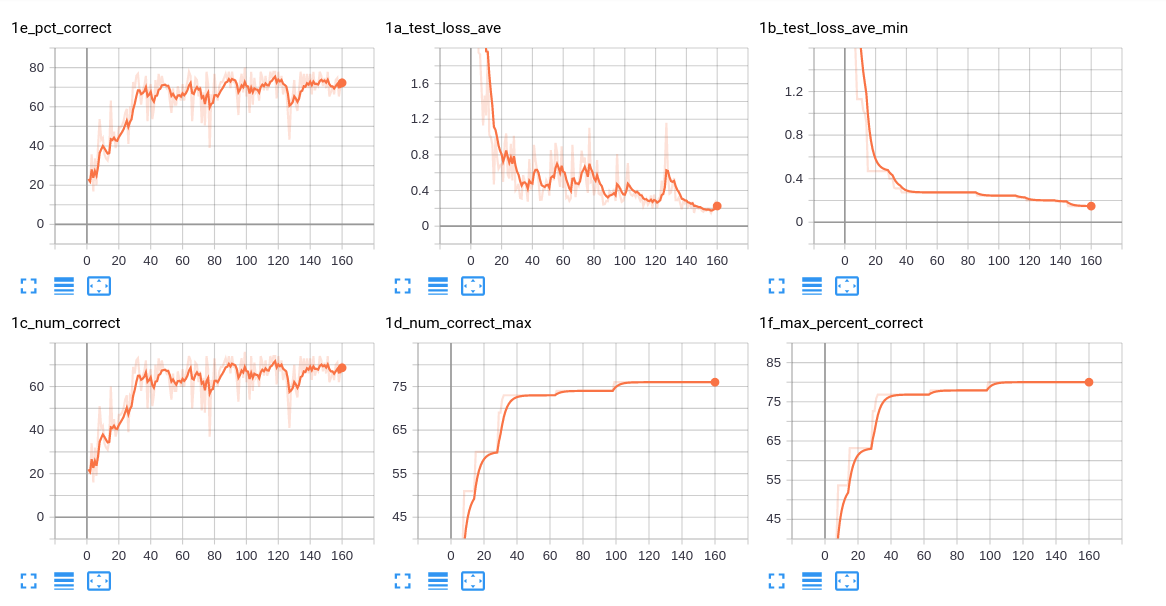 1e_pct_correct
80
60
40
20
0
0 20 40 60 80 100 120 140 160
1a_test_loss_ave
1.6
1.2
0.8
0.4
0
0 20 40 60 80 100 120 140 160
1b_test_loss_ave_min
1.2
0.8
0.4
0
0 20 40 60 80 100 120 140 160
1c_num_correct
60
40
20
0
0 20 40 60 80 100 120 140 160
1d_num_correct_max
75
65
55
45
0 20 40 60 80 100 120 140 160
1f_max_percent_correct
85
75
65
55
45
0 20 40 60 80 100 120 140 160